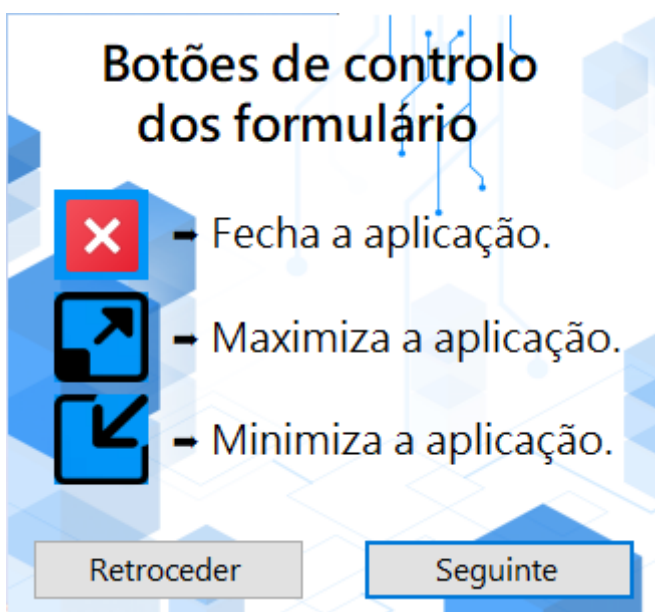 Botões de controlo
dos formulário
➡ Fecha a aplicação.
➡ Maximiza a aplicação.
➡ Minimiza a aplicação.
Retroceder
Seguinte